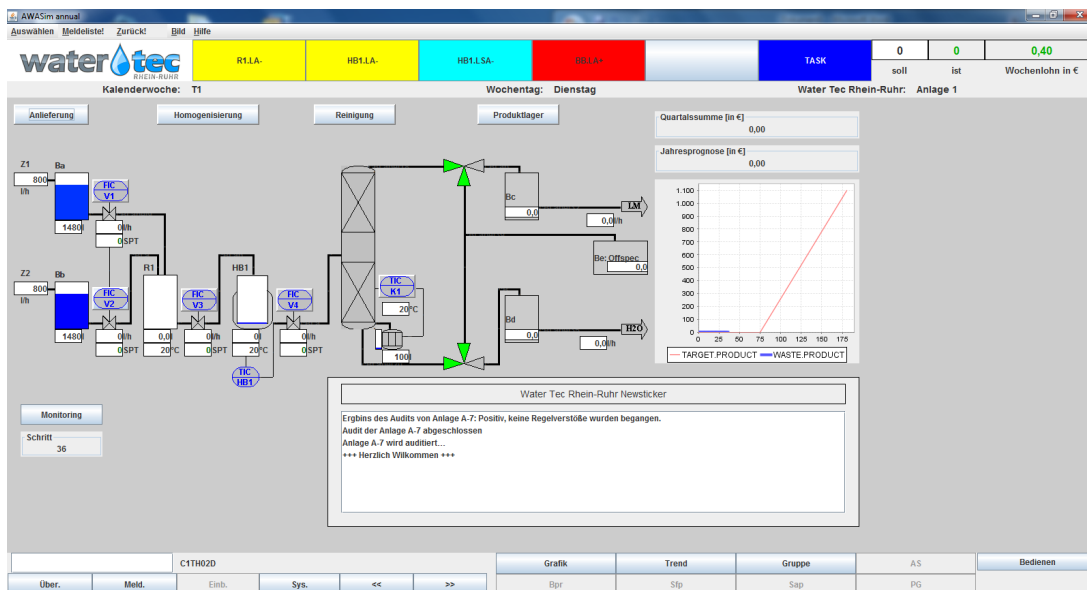 AWASim annual
Auswählen Meldeliste! Zurück! Bild Hilfe
water tec
RHEIN-RUHR
R1.LA-
HB1.LA-
HB1.LSA-
TASK
0
0
0,40
soll
ist
Wochenlohn in €
Kalenderwoche: T1
Wochentag: Dienstag
Water Tec Rhein-Ruhr: Anlage 1
Anlieferung
Homogenisierung
Reinigung
Produktlager
Quartalssumme [in €]
0,00
Jahresprognose [in €]
0,00
Z1
Ba
800
l/h
FIC
V1
1480l
0l/h
0SPT
Z2
Bb
800
l/h
FIC
V2
1480l
0l/h
0SPT
R1
0,0l
20°C
FIC
V3
0l/h
0SPT
HB1
0l
20°C
TIC
HB1
FIC
V4
0l/h
0SPT
TIC
K1
20°C
100l
Bc
0,0
LM
0,0l/h
Be: Offspec
0,0
Bd
0,0
H2O
0,0l/h
1.100
1.000
900
800
700
600
500
400
300
200
100
0
0 25 50 75 100 125 150 175
TARGET.PRODUCT WASTE.PRODUCT
Water Tec Rhein-Ruhr Newsticker
Ergbins des Audits von Anlage A-7: Positiv, keine Regelverstöße wurden begangen.
Audit der Anlage A-7 abgeschlossen
Anlage A-7 wird auditiert...
+++ Herzlich Wilkommen +++
Monitoring
Schritt
36
C1TH02D
Grafik
Trend
Gruppe
AS
Bedienen
Über.
Meld.
Einb.
Sys.
<<
>>
Bpr
Sfp
Sap
PG